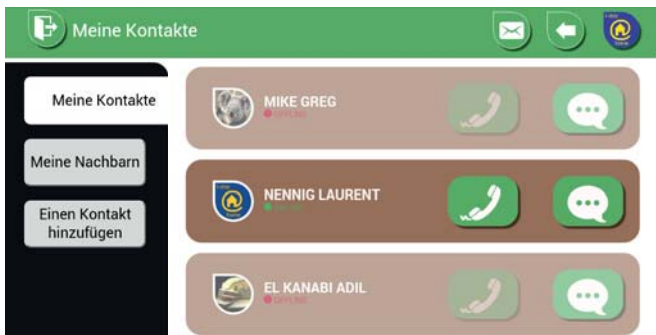 Meine Kontakte
Meine Kontakte
Meine Nachbarn
Einen Kontakt
hinzufügen
MIKE GREG
OFFLINE
NENNIG LAURENT
EL KANABI ADIL
OFFLINE